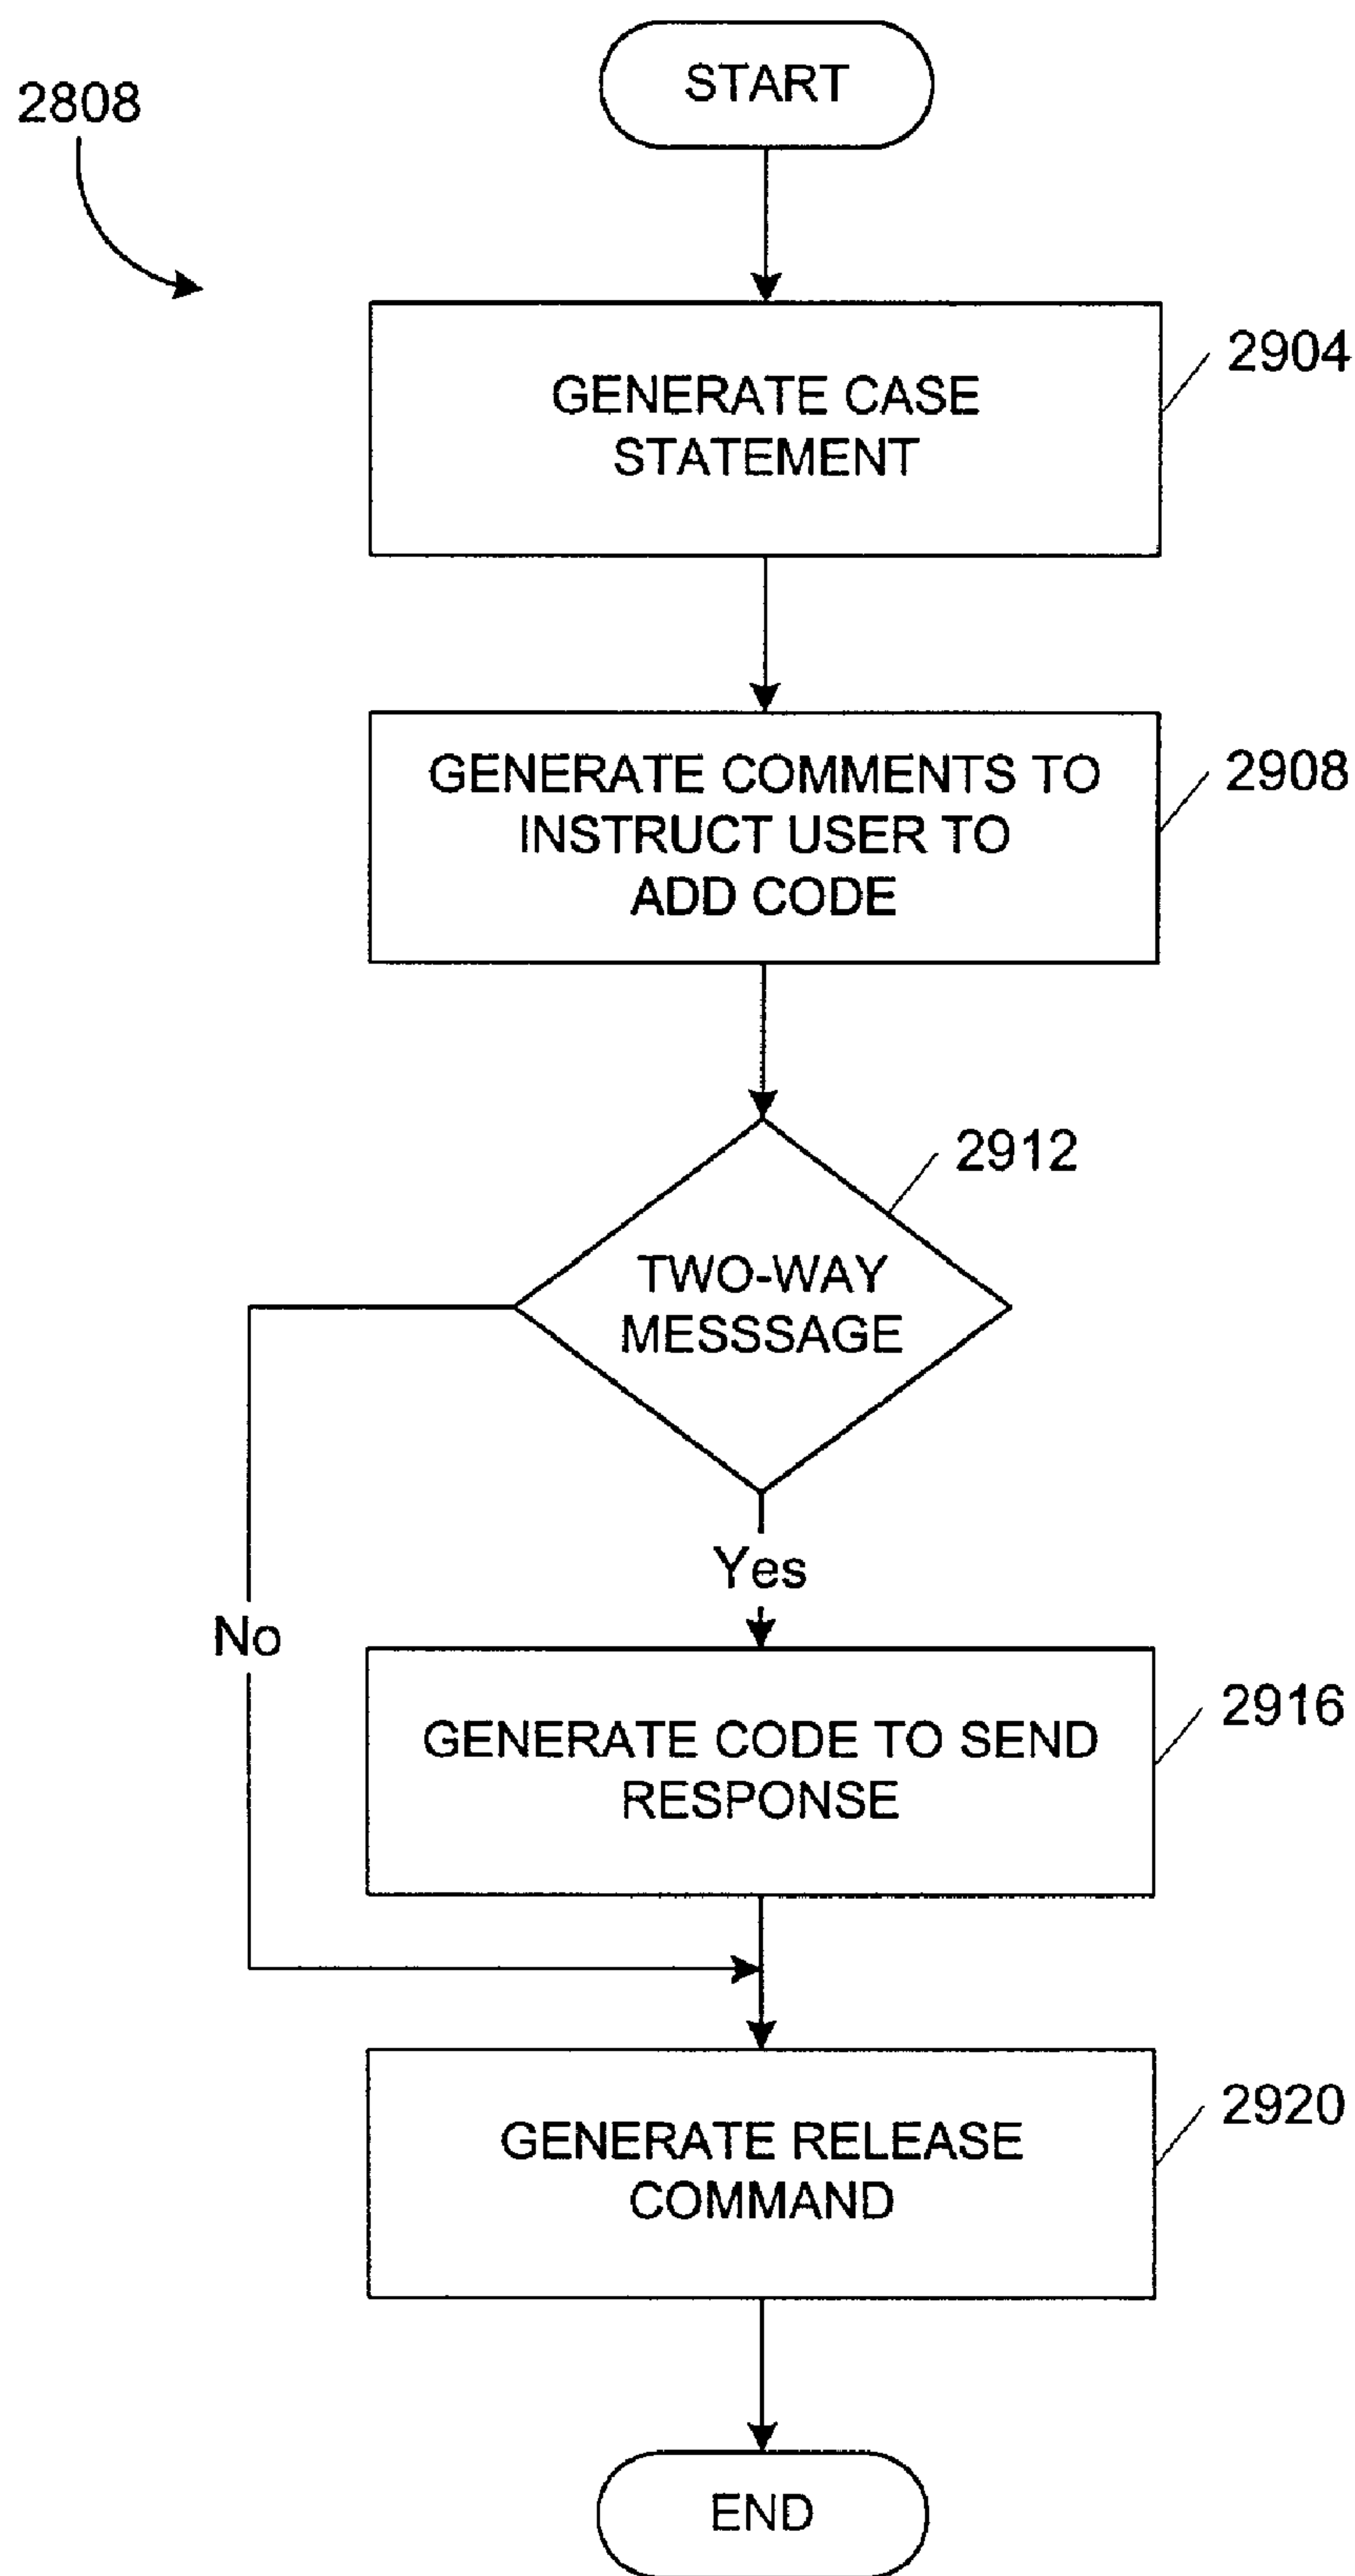 START
2808
2904
GENERATE CASE
STATEMENT
2908
GENERATE COMMENTS TO
INSTRUCT USER TO
ADD CODE
2912
TWO-WAY
MESSSAGE
Yes
No
2916
GENERATE CODE TO SEND
RESPONSE
2920
GENERATE RELEASE
COMMAND
END